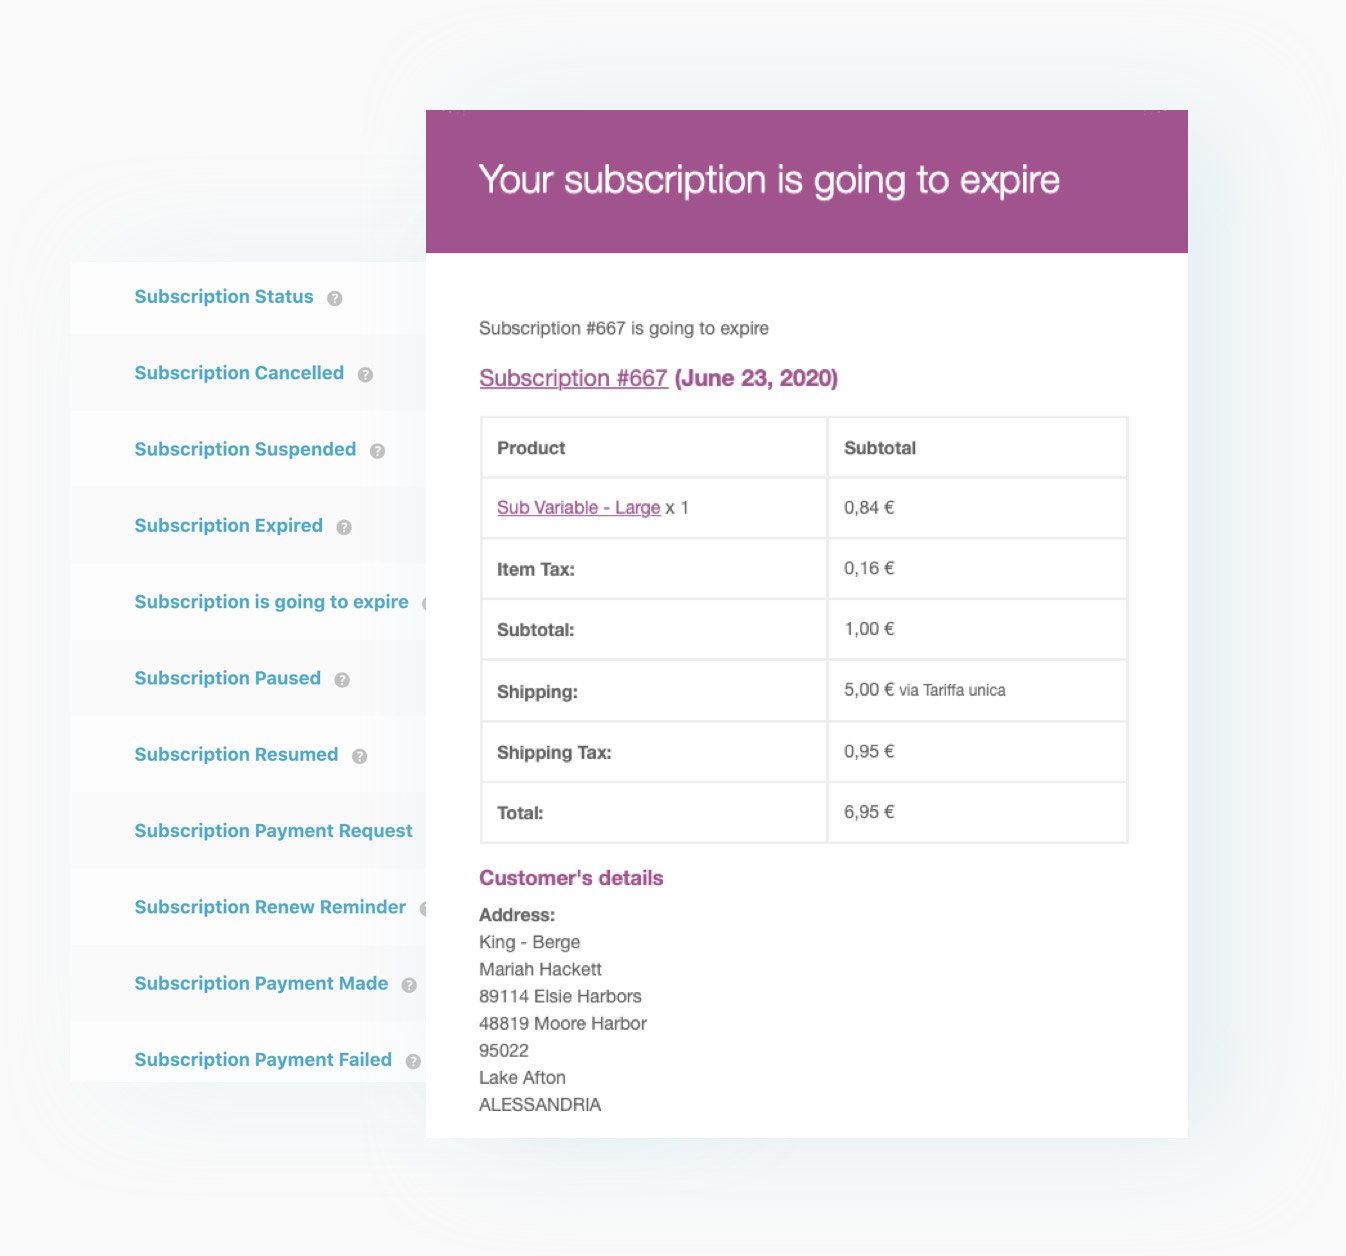 Your subscription is going to expire
Subscription Status
Subscription Cancelled
Subscription Suspended
Subscription Expired
Subscription is going to expire
Subscription Paused
Subscription Resumed
Subscription Payment Request
Subscription Renew Reminder
Subscription Payment Made
Subscription Payment Failed
Subscription #667 is going to expire
Subscription #667 (June 23, 2020)
Product Subtotal
Sub Variable - Large x 1 0,84 €
Item Tax: 0,16 €
Subtotal: 1,00 €
Shipping: 5,00 € via Tariffa unica
Shipping Tax: 0,95 €
Total: 6,95 €
Customer's details
Address:
King - Berge
Mariah Hackett
89114 Elsie Harbors
48819 Moore Harbor
95022
Lake Afton
ALESSANDRIA